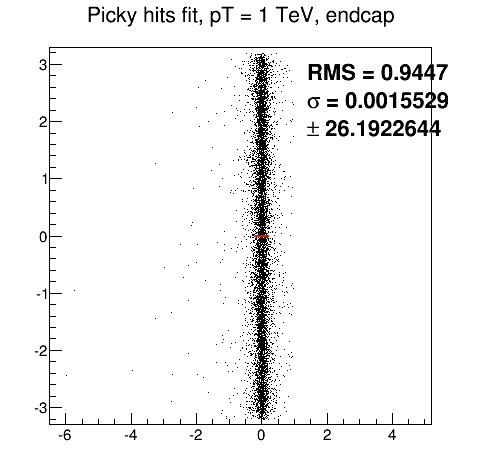 Picky hits fit, pT = 1 TeV, endcap
RMS = 0.9447
σ = 0.0015529
± 26.1922644
3
2
1
0
-1
-2
-3
-6 -4 -2 0 2 4